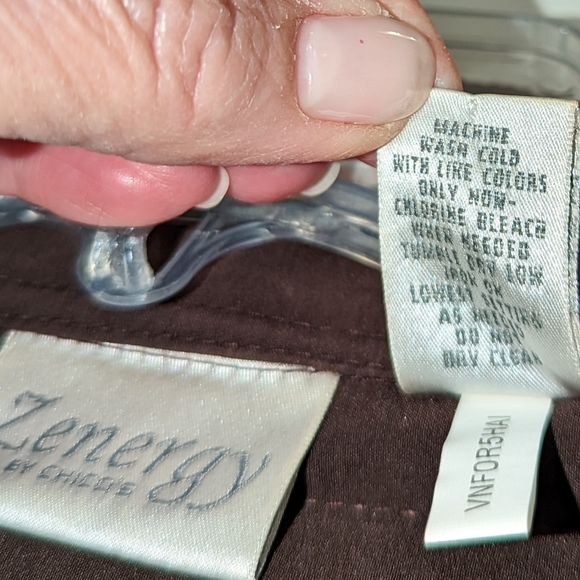 MACHINE
WASH COLD
WITH LIKE COLORS
ONLY NON-
CHLORINE BLEACH
WHEN NEEDED
TUMBLE DRY LOW
IRON ON
LOWEST SETTING
AS NEEDED
DO NOT
DRY CLEAN
Zenergy
BY CHICO'S
VNFOR5HAI